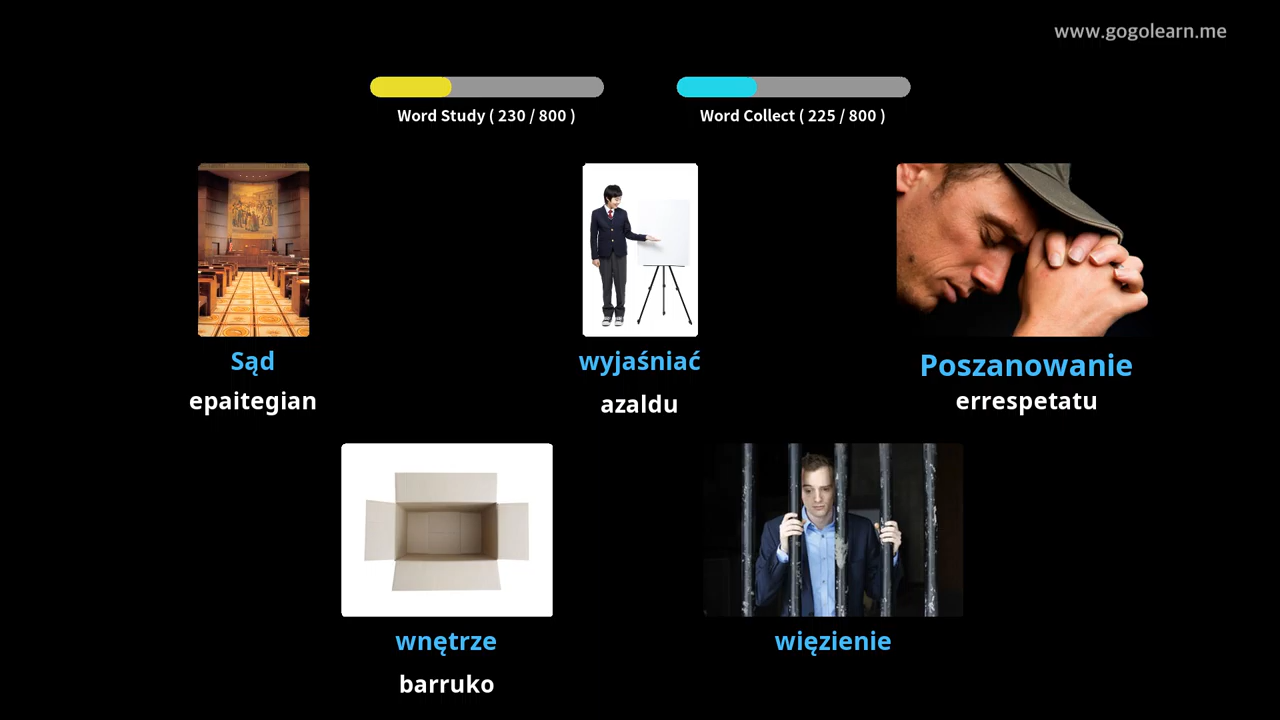 www.gogolearn.me
Word Study ( 230 / 800 )
Word Collect ( 225 / 800 )
Sąd
wyjaśniać
Poszanowanie
epaitegian
azaldu
errespetatu
wnętrze
więzienie
barruko